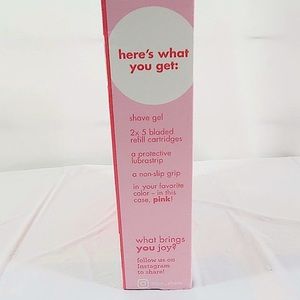 here's what
you get:
shave gel
2x 5 bladed
refill cartridges
a protective
lubrastrip
a non-slip grip
in your favorite
color – in this
case, pink!
what brings
you joy?
follow us on
Instagram
to share!